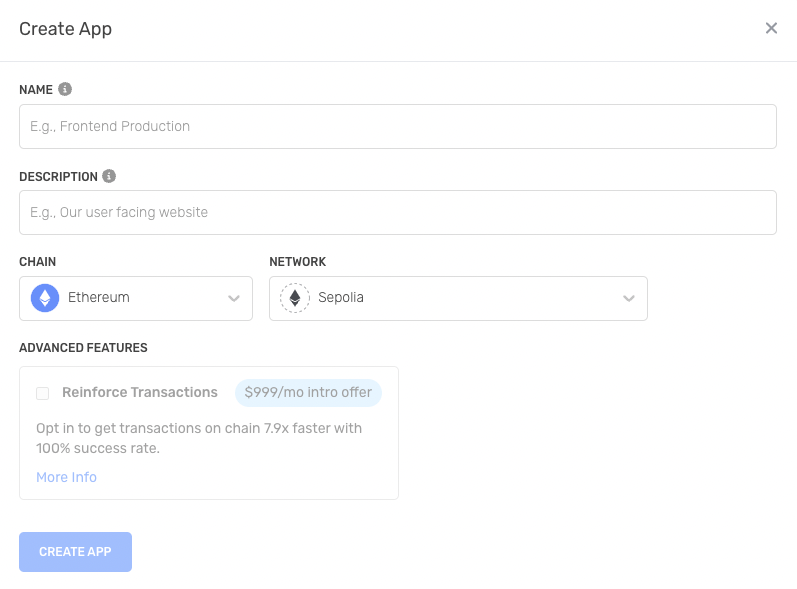 Create App
NAME
E.g., Frontend Production
DESCRIPTION
E.g., Our user facing website
CHAIN
NETWORK
Ethereum
Sepolia
ADVANCED FEATURES
Reinforce Transactions $999/mo intro offer
Opt in to get transactions on chain 7.9x faster with
100% success rate.
More Info
CREATE APP